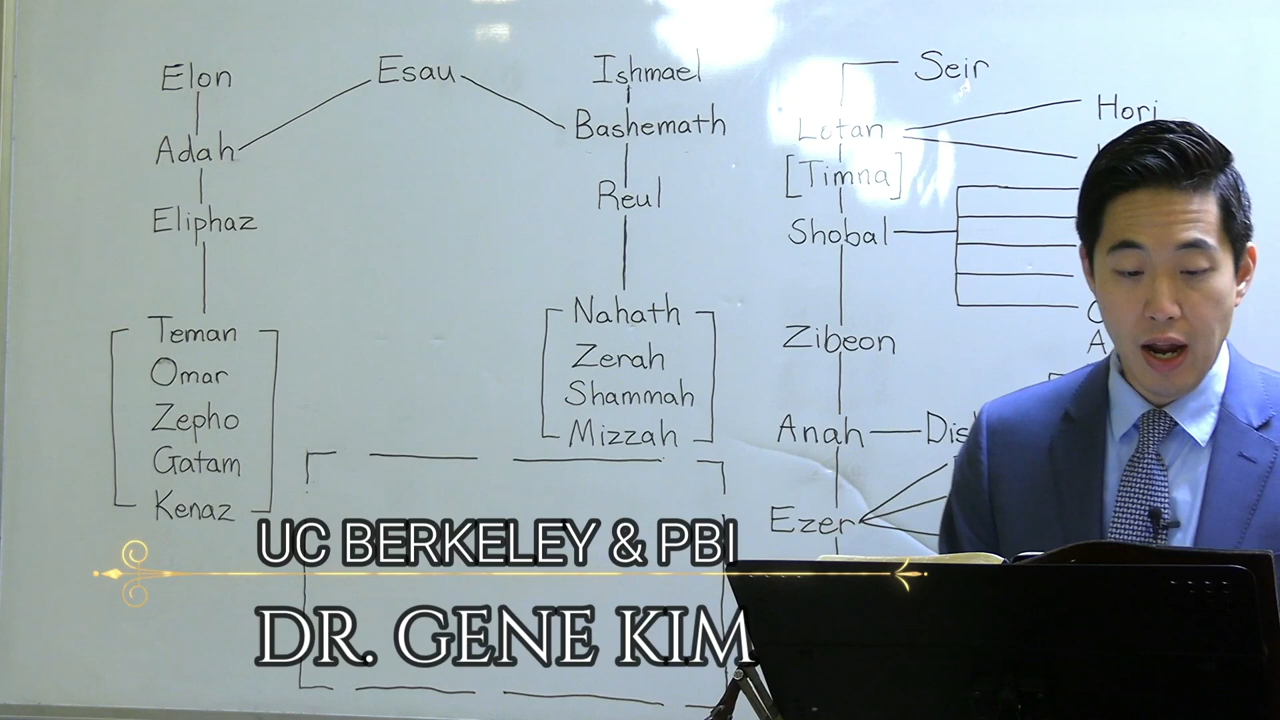 Elon
Esau
Ishmael
Seir
Adah
Bashemath
Lotan
Hori
[Timna]
Eliphaz
Reul
Shobal
Teman
Omar
Zepho
Gatam
Kenaz
Nahath
Zerah
Shammah
Mizzah
Zibeon
Anah
Ezer
UC BERKELEY & PBI
DR. GENE KIM